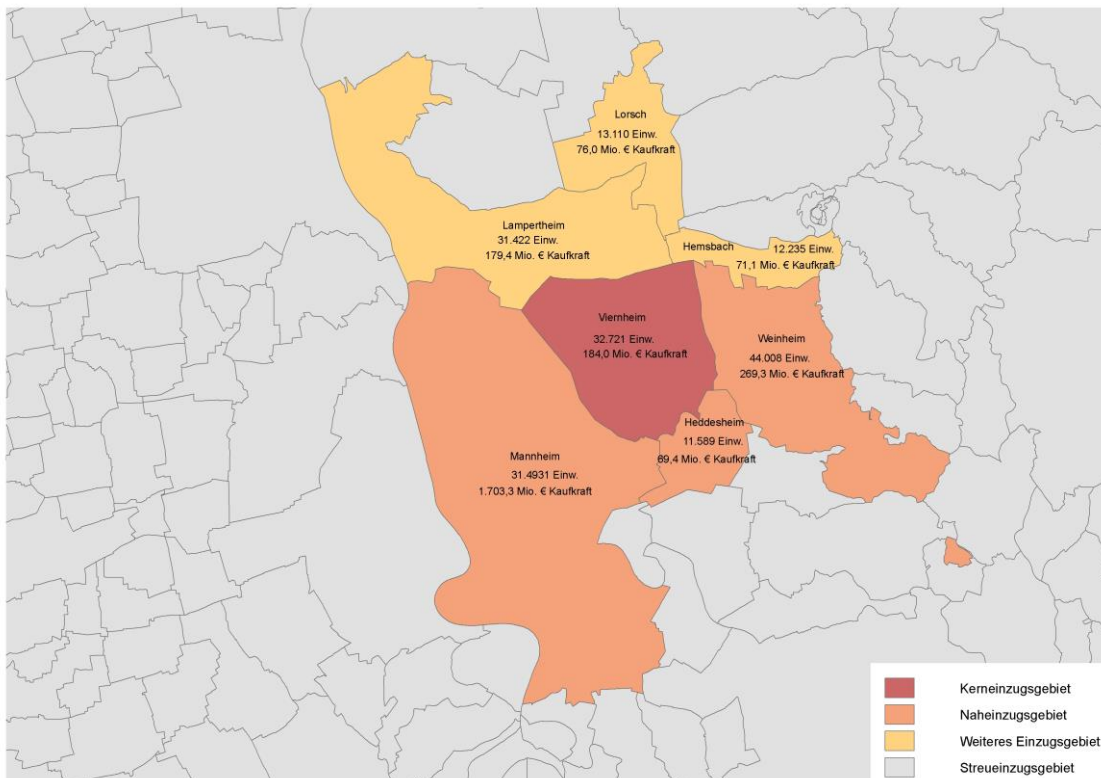 Lorsch
13.110 Einw.
76,0 Mio. € Kaufkraft
Lampertheim
31.422 Einw.
179,4 Mio. € Kaufkraft
Hemsbach
12.235 Einw.
71,1 Mio. € Kaufkraft
Viernheim
32.721 Einw.
184,0 Mio. € Kaufkraft
Weinheim
44.008 Einw.
269,3 Mio. € Kaufkraft
Heddesheim
11.589 Einw.
69,4 Mio. € Kaufkraft
Mannheim
31.4931 Einw.
1.703,3 Mio. € Kaufkraft
Kerneinzugsgebiet
Naheinzugsgebiet
Weiteres Einzugsgebiet
Streueinzugsgebiet